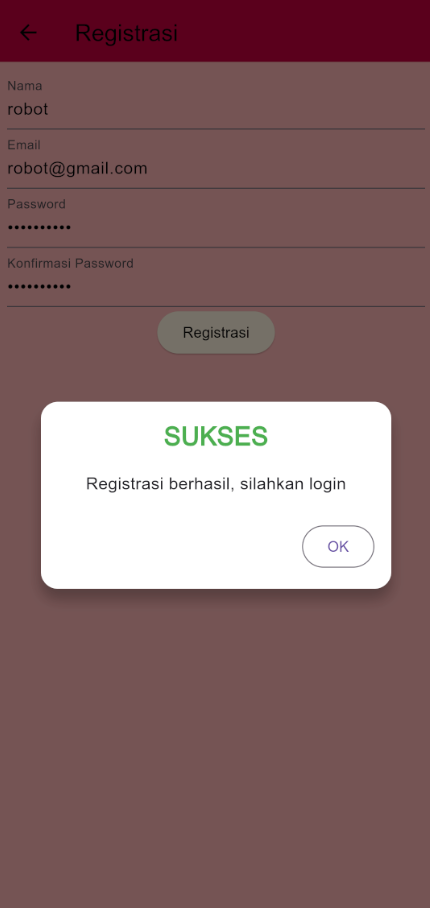 Registrasi
Nama
robot
Email
robot@gmail.com
Password
••••••••••
Konfirmasi Password
••••••••••
Registrasi
SUKSES
Registrasi berhasil, silahkan login
OK